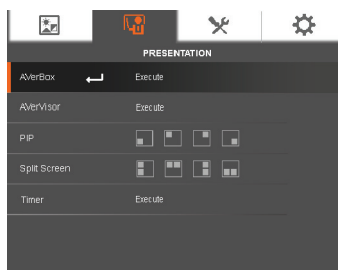 PRESENTATION
AVerBox Execute
AVerVisor Execute
PIP
Split Screen
Timer Execute